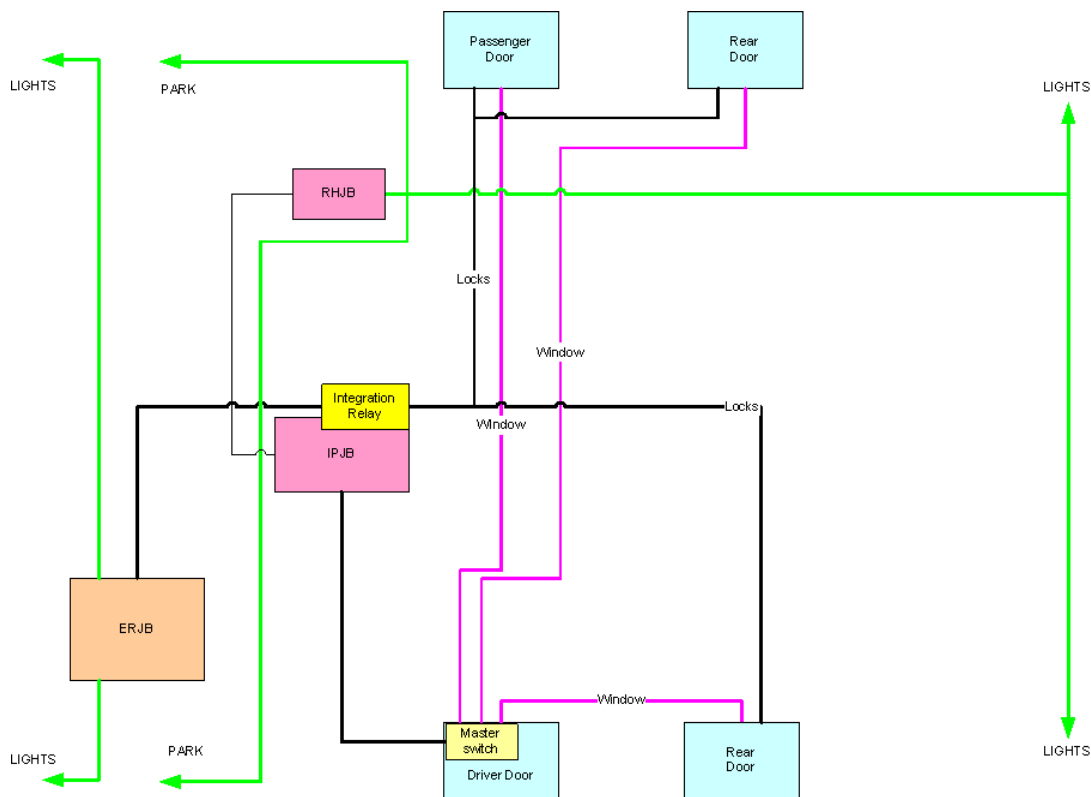 Passenger
Door
Rear
Door
LIGHTS
PARK
LIGHTS
RHJB
Locks
Window
Integration
Relay
Locks
Window
IPJB
ERJB
Window
Master
switch
Driver Door
Rear
Door
LIGHTS
PARK
LIGHTS